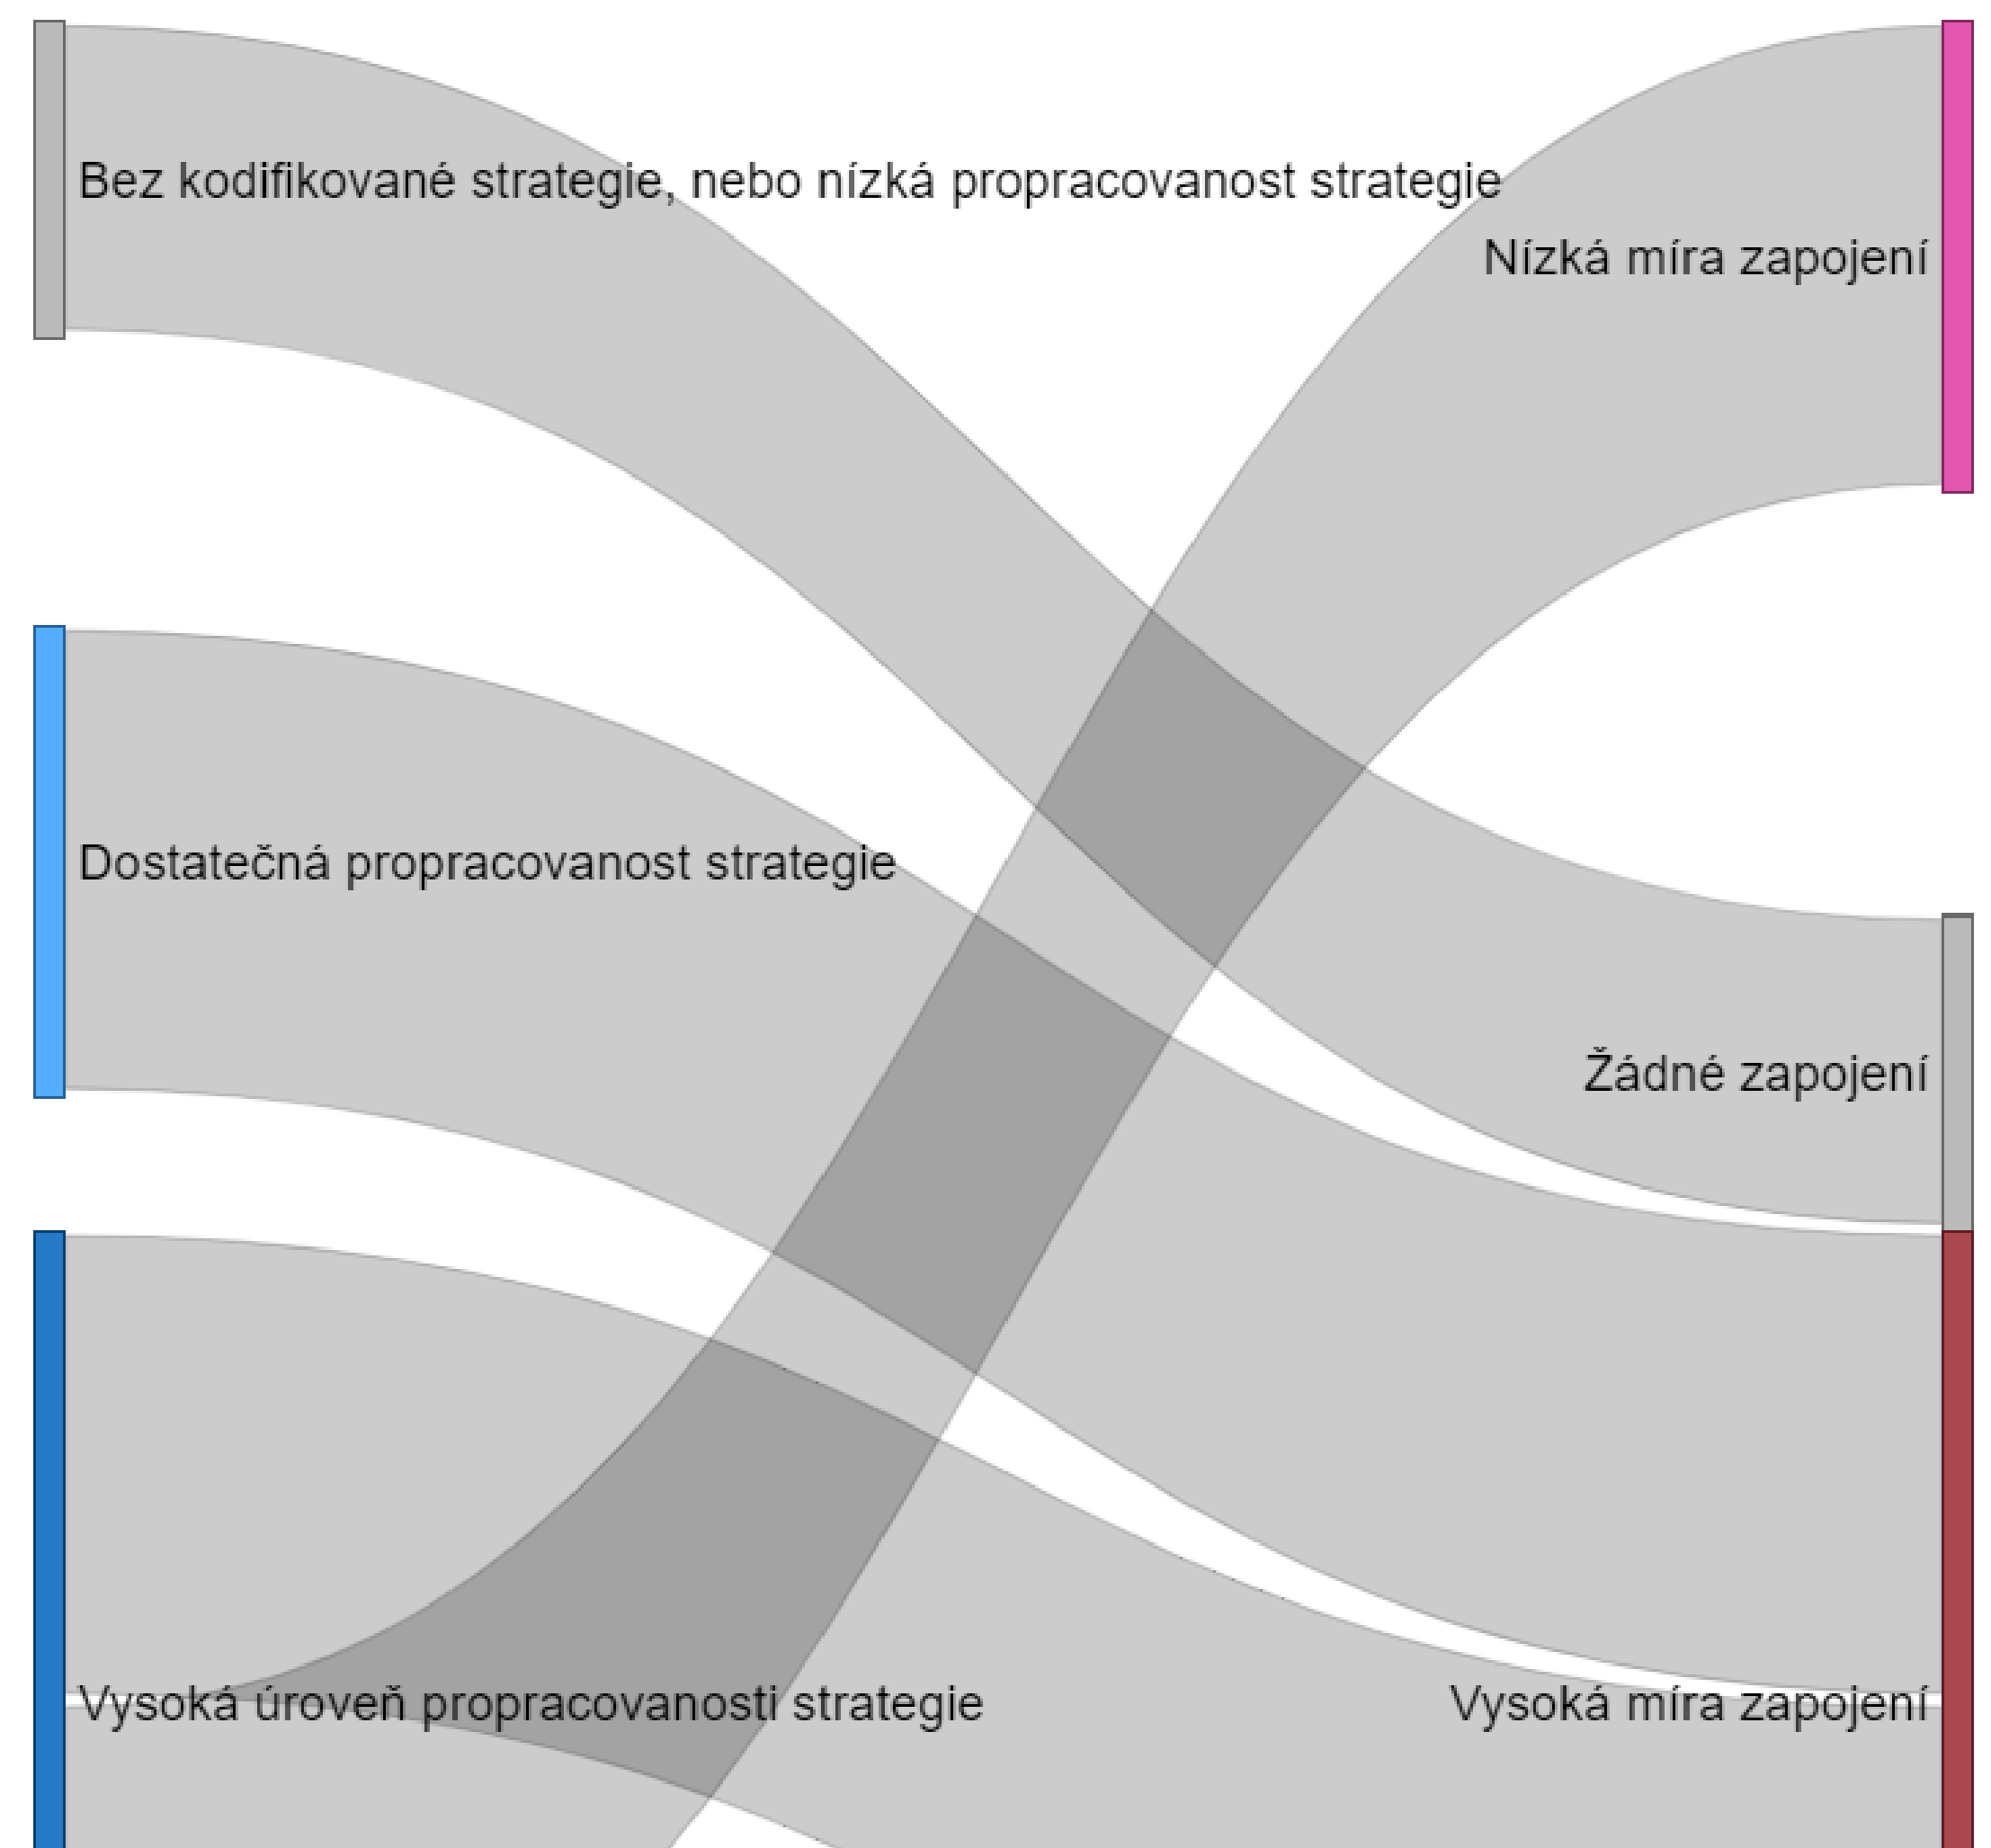 Bez kodifikované strategie, nebo nízká propracovanost strategie
Nízká míra zapojení
Dostatečná propracovanost strategie
Žádné zapojení
Vysoká úroveň propracovanosti strategie
Vysoká míra zapojení